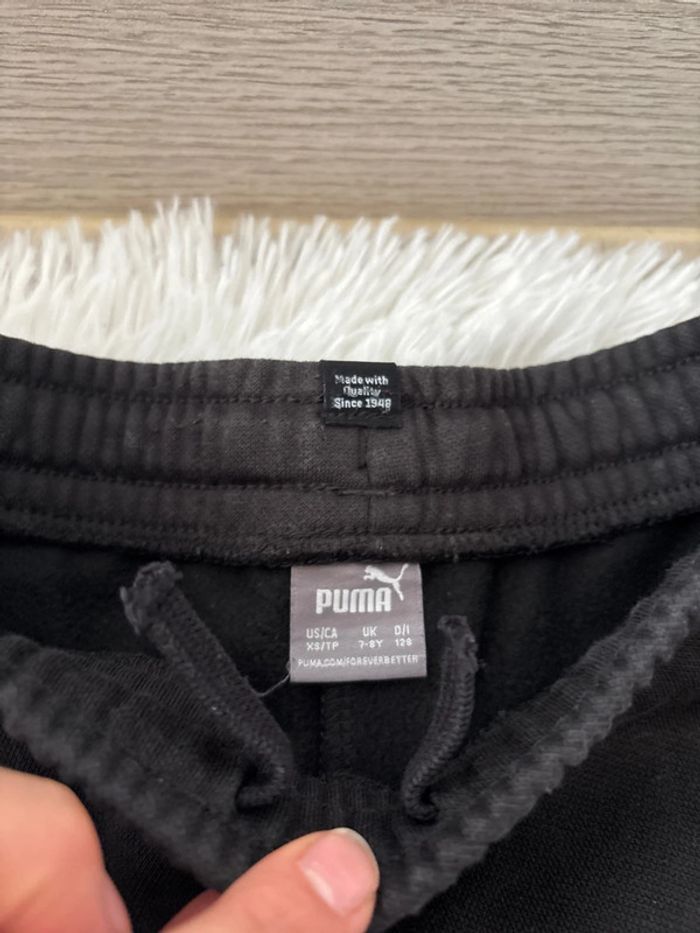 Made with
Quality
Since 1948
PUMA
US/CA UK D/I
XS/TP 7-8Y 128
PUMA.COM/FOREVERBETTER